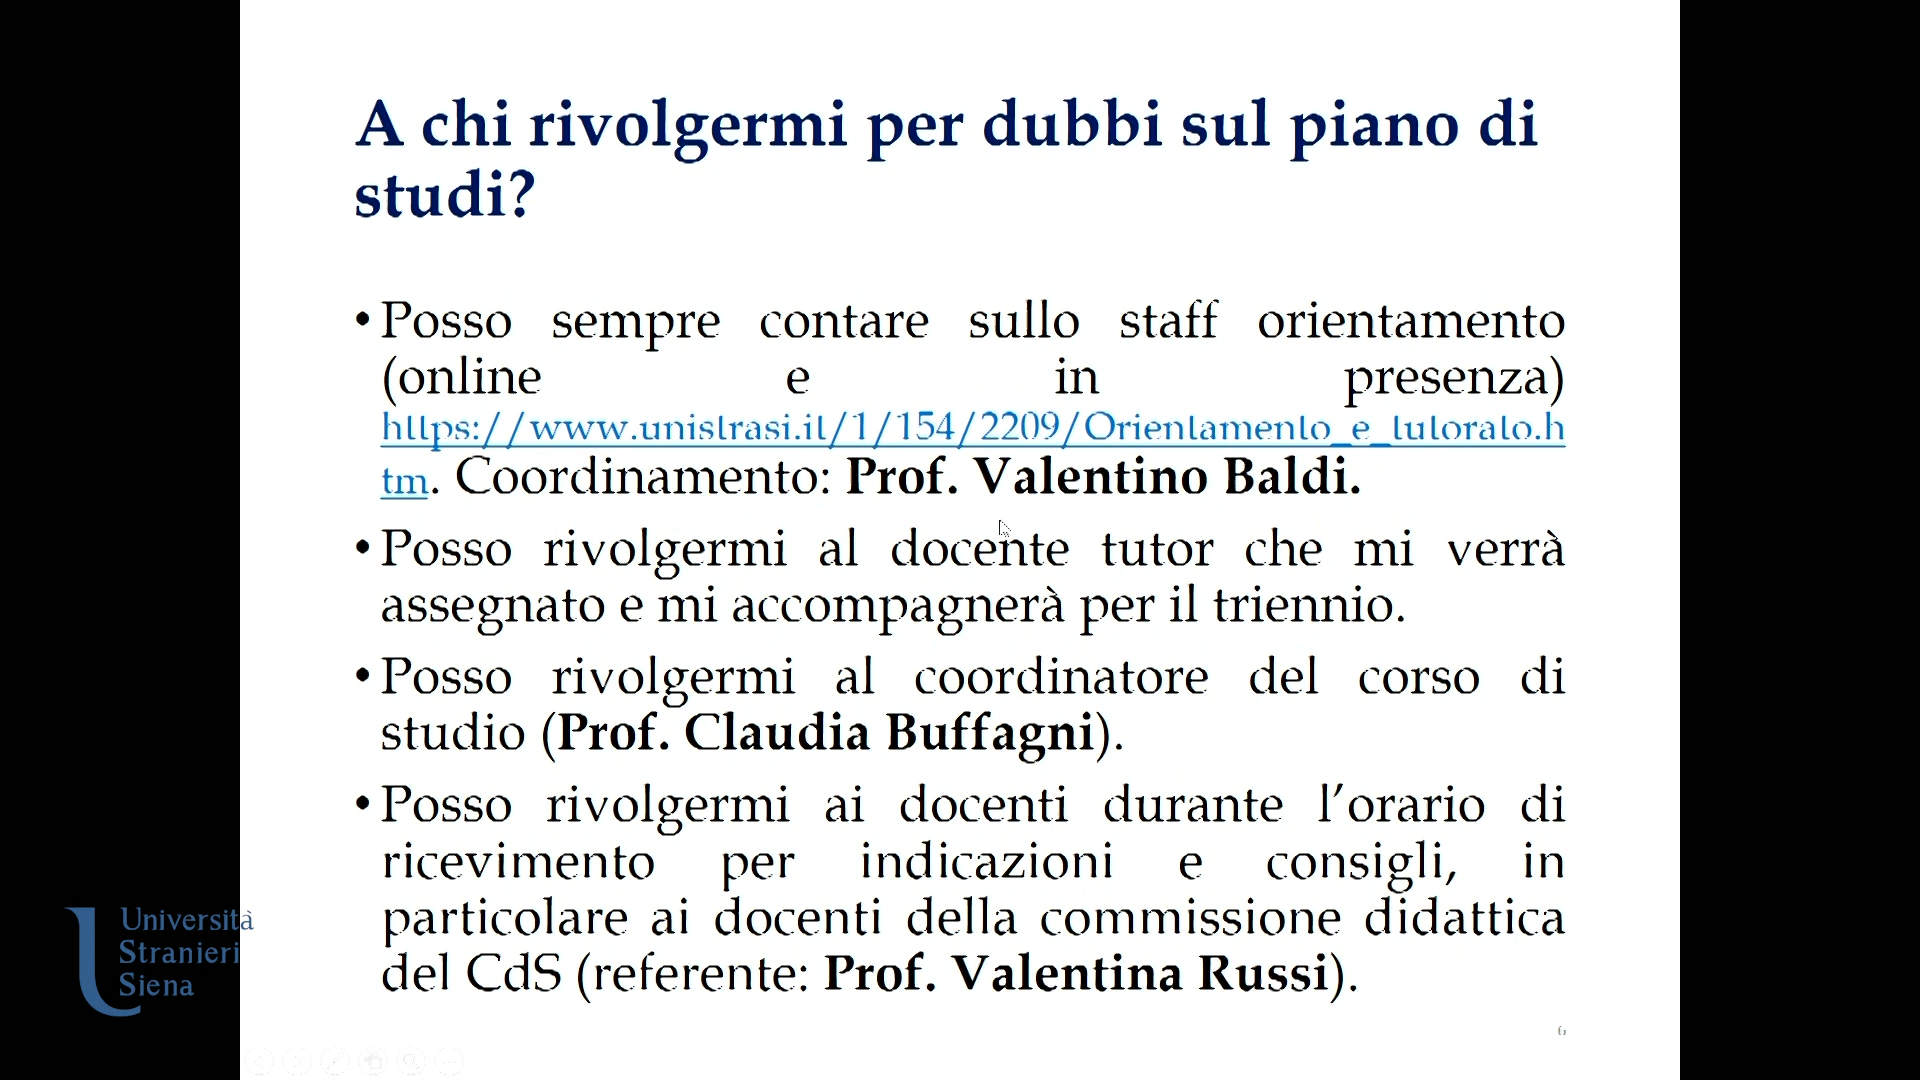 A chi rivolgermi per dubbi sul piano di
studi?
• Posso sempre contare sullo staff orientamento
(online e in presenza)
https://www.unistrasi.it/1/154/2209/Orientamento_e_tutorato.h
tm. Coordinamento: Prof. Valentino Baldi.
• Posso rivolgermi al docente tutor che mi verrà
assegnato e mi accompagnerà per il triennio.
• Posso rivolgermi al coordinatore del corso di
studio (Prof. Claudia Buffagni).
• Posso rivolgermi ai docenti durante l’orario di
ricevimento per indicazioni e consigli, in
particolare ai docenti della commissione didattica
del CdS (referente: Prof. Valentina Russi).
Università
Stranieri
Siena
6